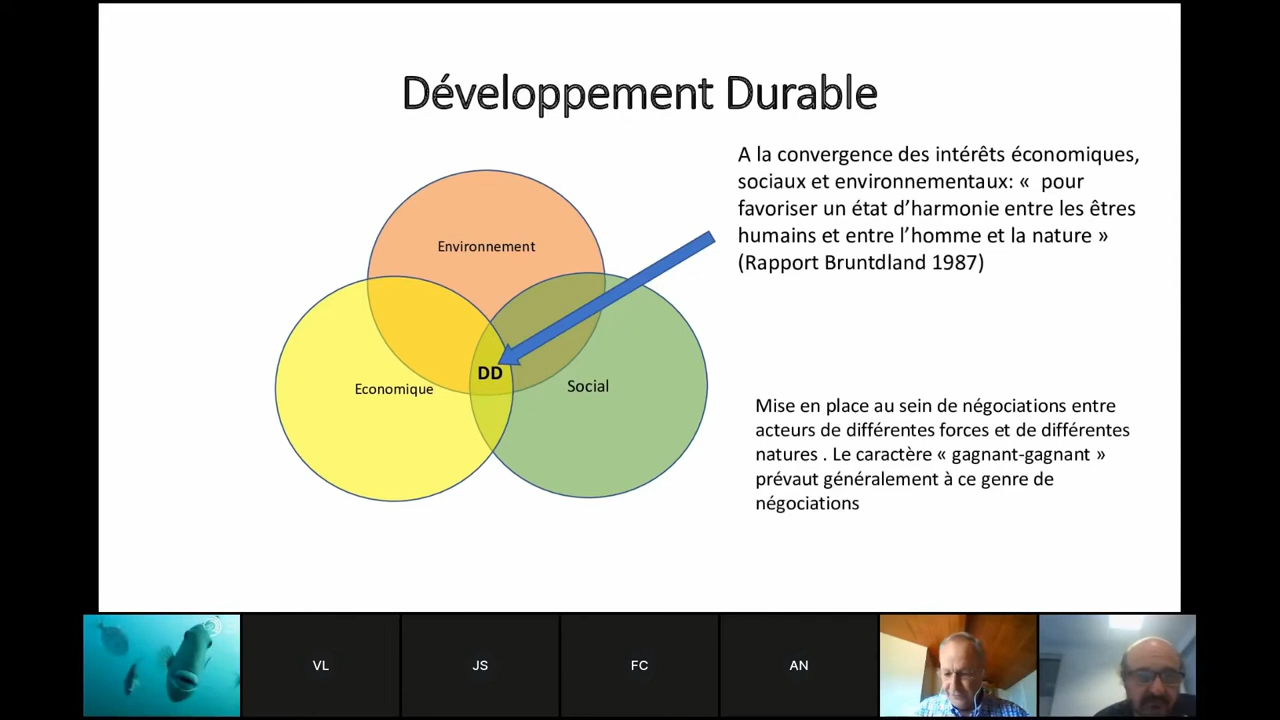 Développement Durable
A la convergence des intérêts économiques,
sociaux et environnementaux: «  pour
favoriser un état d’harmonie entre les êtres
humains et entre l’homme et la nature »
(Rapport Bruntdland 1987)
Environnement
DD
Economique
Social
Mise en place au sein de négociations entre
acteurs de différentes forces et de différentes
natures . Le caractère « gagnant-gagnant »
prévaut généralement à ce genre de
négociations
VL
JS
FC
AN